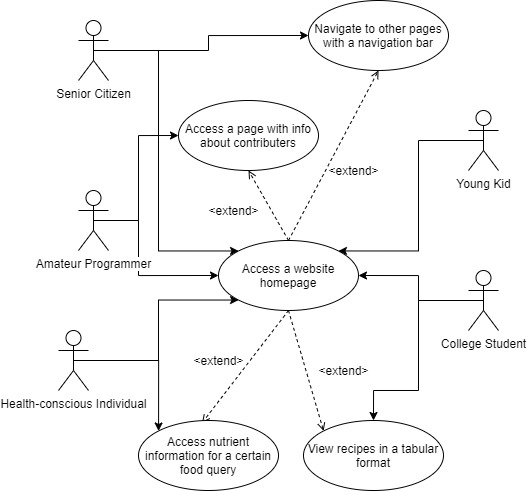 Navigate to other pages
with a navigation bar
Senior Citizen
Access a page with info
about contributers
<extend>
Young Kid
<extend>
Amateur Programmer
Access a website
homepage
College Student
<extend>
<extend>
Health-conscious Individual
Access nutrient
information for a certain
food query
View recipes in a tabular
format